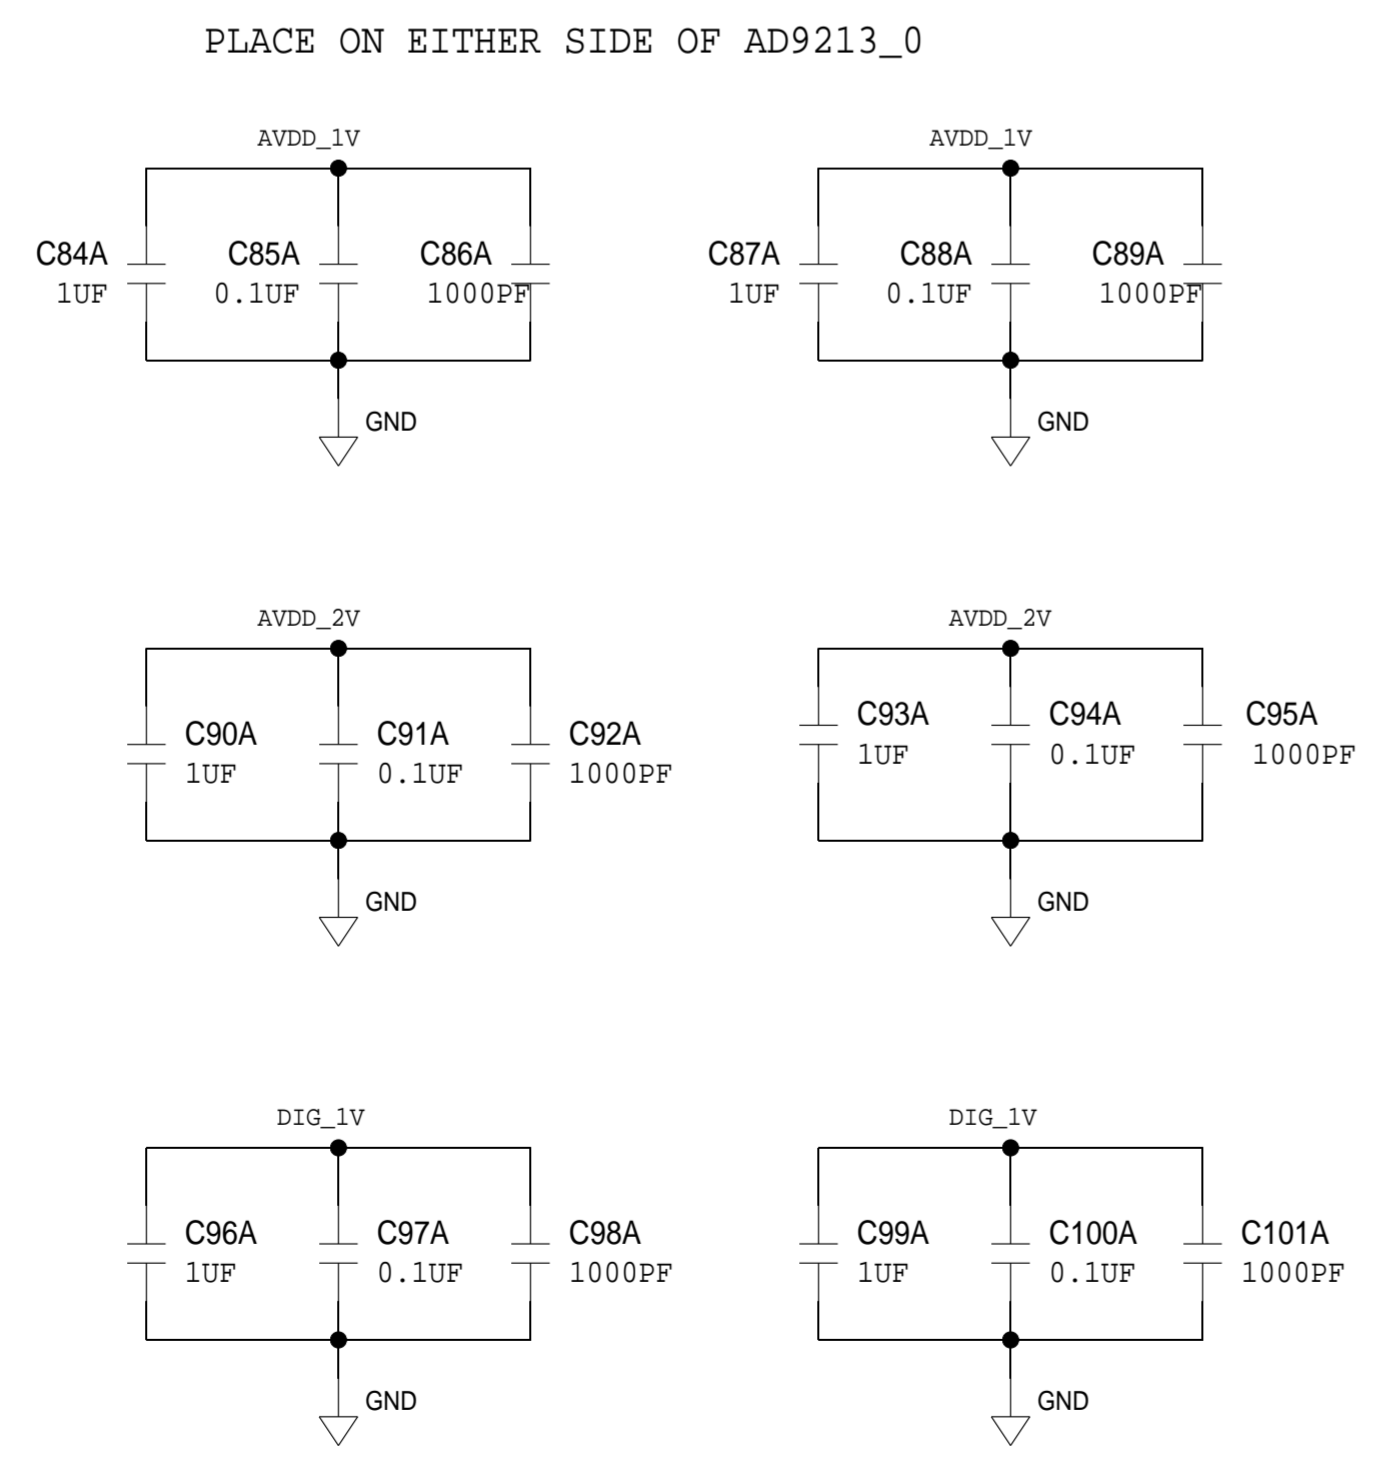 PLACE ON EITHER SIDE OF AD9213_0
AVDD_1V AVDD_1V
C84A C85A C86A C87A C88A C89A
1UF 0.1UF 1000PF 1UF 0.1UF 1000PF
GND GND
AVDD_2V AVDD_2V
C90A C91A C92A C93A C94A C95A
1UF 0.1UF 1000PF 1UF 0.1UF 1000PF
GND GND
DIG_1V DIG_1V
C96A C97A C98A C99A C100A C101A
1UF 0.1UF 1000PF 1UF 0.1UF 1000PF
GND GND